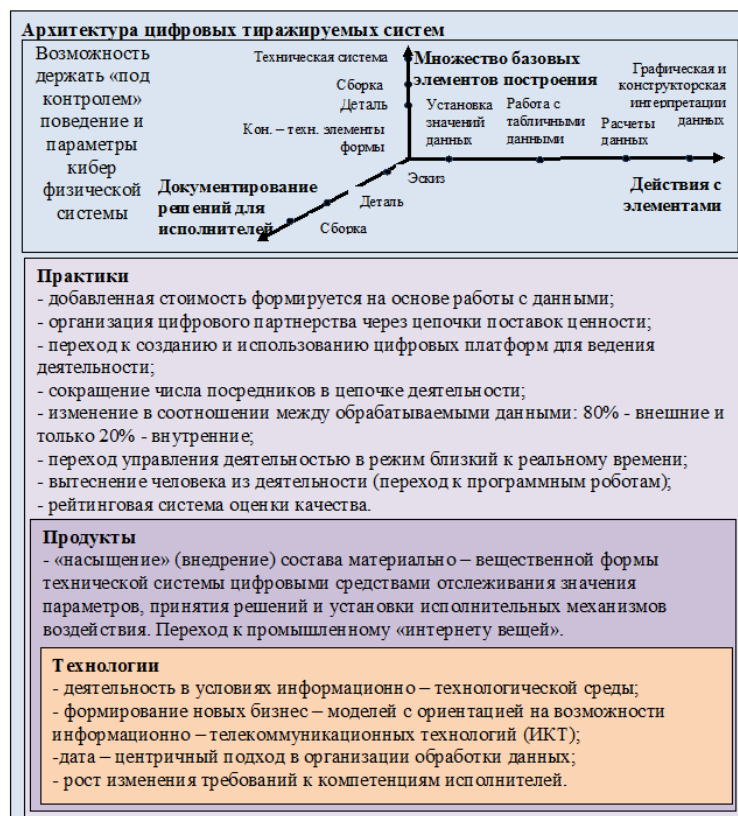 Архитектура цифровых тиражируемых систем
Возможность
держать «под
контролем»
поведение и
параметры
кибер
физической
системы
Техническая система
Сборка
Деталь
Кон. – техн. элементы
формы
Множество базовых
элементов построения
Установка
значений
данных
Работа с
табличными
данными
Графическая и
конструкторская
интерпретации
данных
Расчеты
данных
Действия с
элементами
Эскиз
Деталь
Сборка
Документирование
решений для
исполнителей
Практики
- добавленная стоимость формируется на основе работы с данными;
- организация цифрового партнерства через цепочки поставок ценности;
- переход к созданию и использованию цифровых платформ для ведения
деятельности;
- сокращение числа посредников в цепочке деятельности;
- изменение в соотношении между обрабатываемыми данными: 80% - внешние и
только 20% - внутренние;
- переход управления деятельностью в режим близкий к реальному времени;
- вытеснение человека из деятельности (переход к программным роботам);
- рейтинговая система оценки качества.
Продукты
- «насыщение» (внедрение) состава материально – вещественной формы
технической системы цифровыми средствами отслеживания значения
параметров, принятия решений и установки исполнительных механизмов
воздействия. Переход к промышленному «интернету вещей».
Технологии
- деятельность в условиях информационно – технологической среды;
- формирование новых бизнес – моделей с ориентацией на возможности
информационно – телекоммуникационных технологий (ИКТ);
-дата – центричный подход в организации обработки данных;
- рост изменения требований к компетенциям исполнителей.